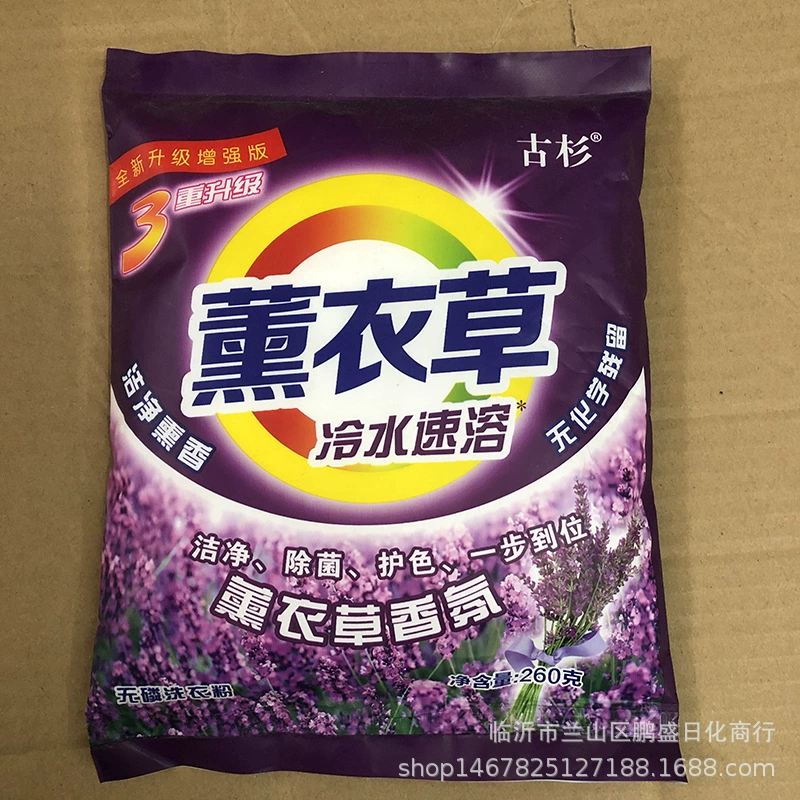 古杉®
全新升级增强版
3重升级
薰衣草
冷水速溶*
洁净熏香
无化学残留
洁净、除菌、护色、一步到位
薰衣草香氛
净含量:260克
无磷洗衣粉
临沂市兰山区鹏盛日化商行
shop1467825127188.1688.com